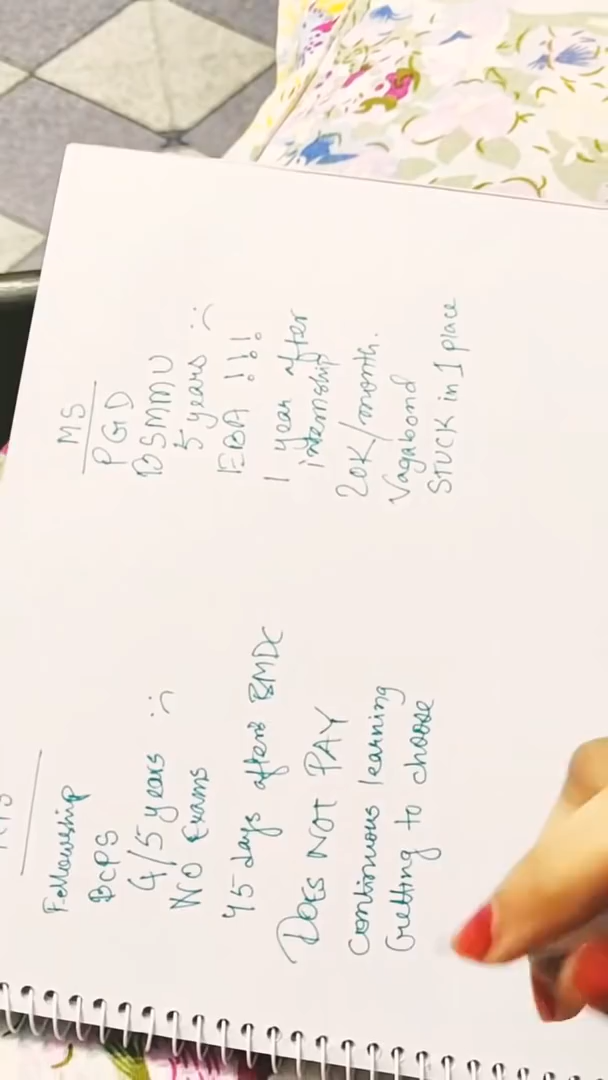 Fellowship
BCPS
4/5 years :(
NO Exams
45 days after BMDC
DOES NOT PAY
continuous learning
Getting to choose
MS
PGD
BSMMU
5 years :(
EBA !!!
1 year after
internship
20K/month.
Vagabond
STUCK in 1 place